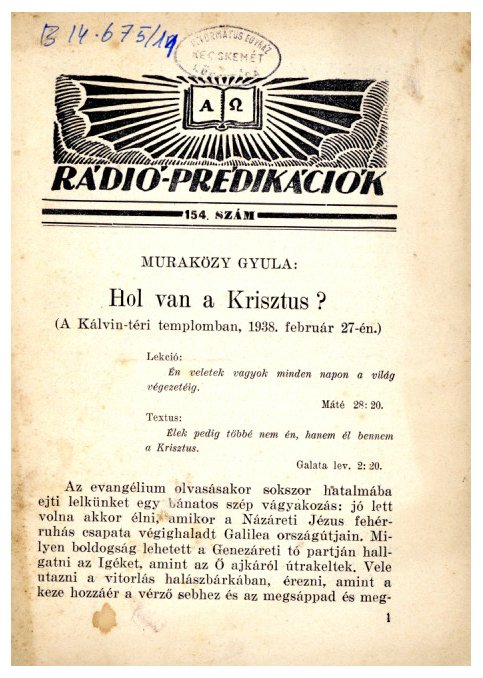 B 14.675/19
REFORMÁTUS EGYHÁZ
KECSKEMÉT
A Ω
RÁDIÓ-PRÉDIKÁCIÓK
154. SZÁM
MURAKÖZY GYULA:
Hol van a Krisztus?
(A Kálvin-téri templomban, 1938. február 27-én.)
Lekció:
Én veletek vagyok minden napon a világ
végezetéig.
Máté 28: 20.
Textus:
Élek pedig többé nem én, hanem él bennem
a Krisztus.
Galata lev. 2: 20.
Az evangélium olvasásakor sokszor hatalmába
ejti lelkünket egy bánatos szép vágyakozás: jó lett
volna akkor élni, amikor a Názáreti Jézus fehér-
ruhás csapata végighaladt Galilea országútjain. Mi-
lyen boldogság lehetett a Genezáreti tó partján hall-
gatni az Igéket, amint az Ő ajkáról útrakeltek. Vele
utazni a vitorlás halászbárkában, érezni, amint a
keze hozzáér a vérző sebhez és az megsáppad és meg-
1